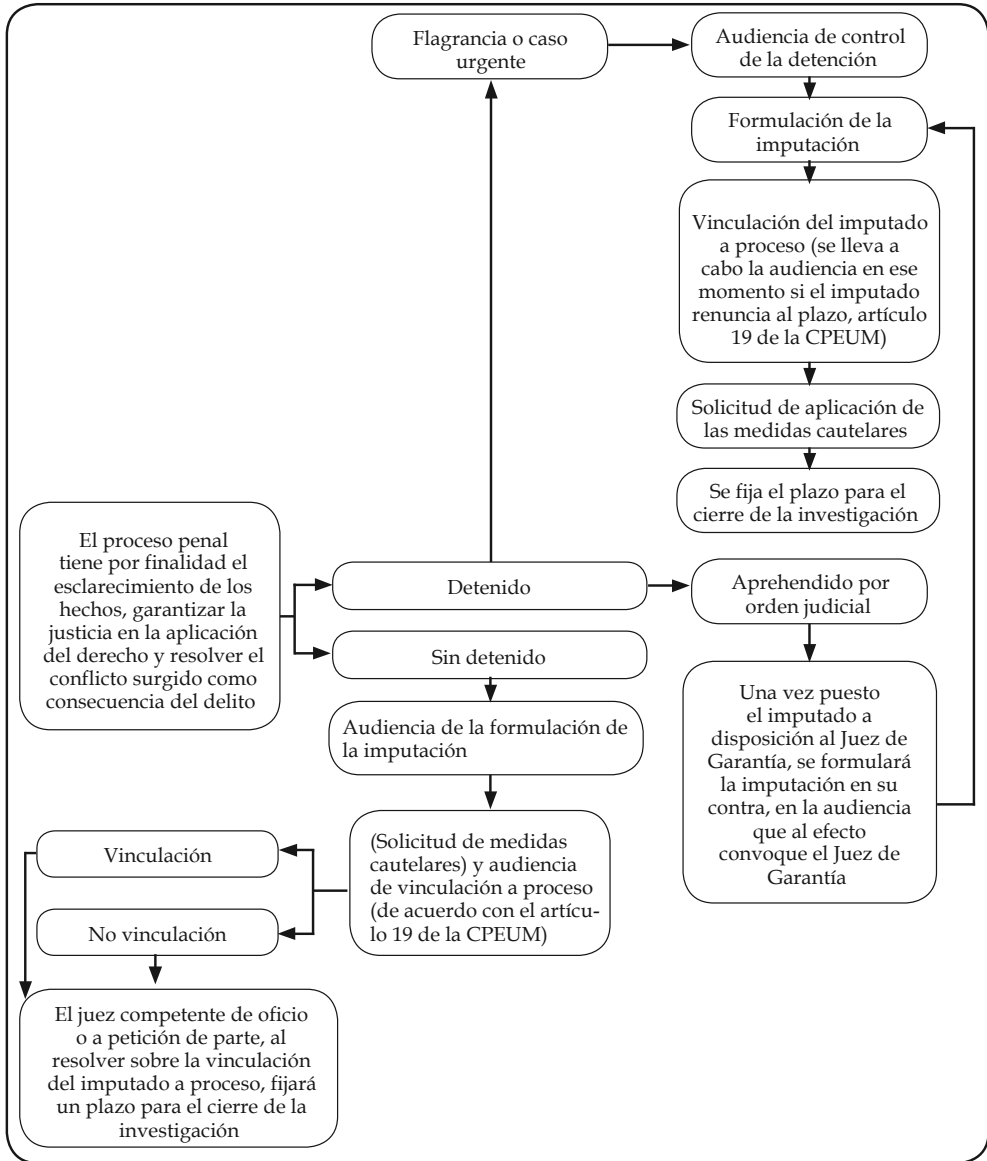 Flagrancia o caso
urgente
Audiencia de control
de la detención
Formulación de la
imputación
Vinculación del imputado
a proceso (se lleva a
cabo la audiencia en ese
momento si el imputado
renuncia al plazo, artículo
19 de la CPEUM)
Solicitud de aplicación de
las medidas cautelares
Se fija el plazo para el
cierre de la investigación
El proceso penal
tiene por finalidad el
esclarecimiento de los
hechos, garantizar la
justicia en la aplicación
del derecho y resolver el
conflicto surgido como
consecuencia del delito
Detenido
Aprehendido por
orden judicial
Sin detenido
Una vez puesto
el imputado a
disposición al Juez de
Garantía, se formulará
la imputación en su
contra, en la audiencia
que al efecto
convoque el Juez de
Garantía
Audiencia de la formulación de
la imputación
(Solicitud de medidas
cautelares) y audiencia
de vinculación a proceso
(de acuerdo con el artícu-
lo 19 de la CPEUM)
Vinculación
No vinculación
El juez competente de oficio
o a petición de parte, al
resolver sobre la vinculación
del imputado a proceso, fijará
un plazo para el cierre de la
investigación